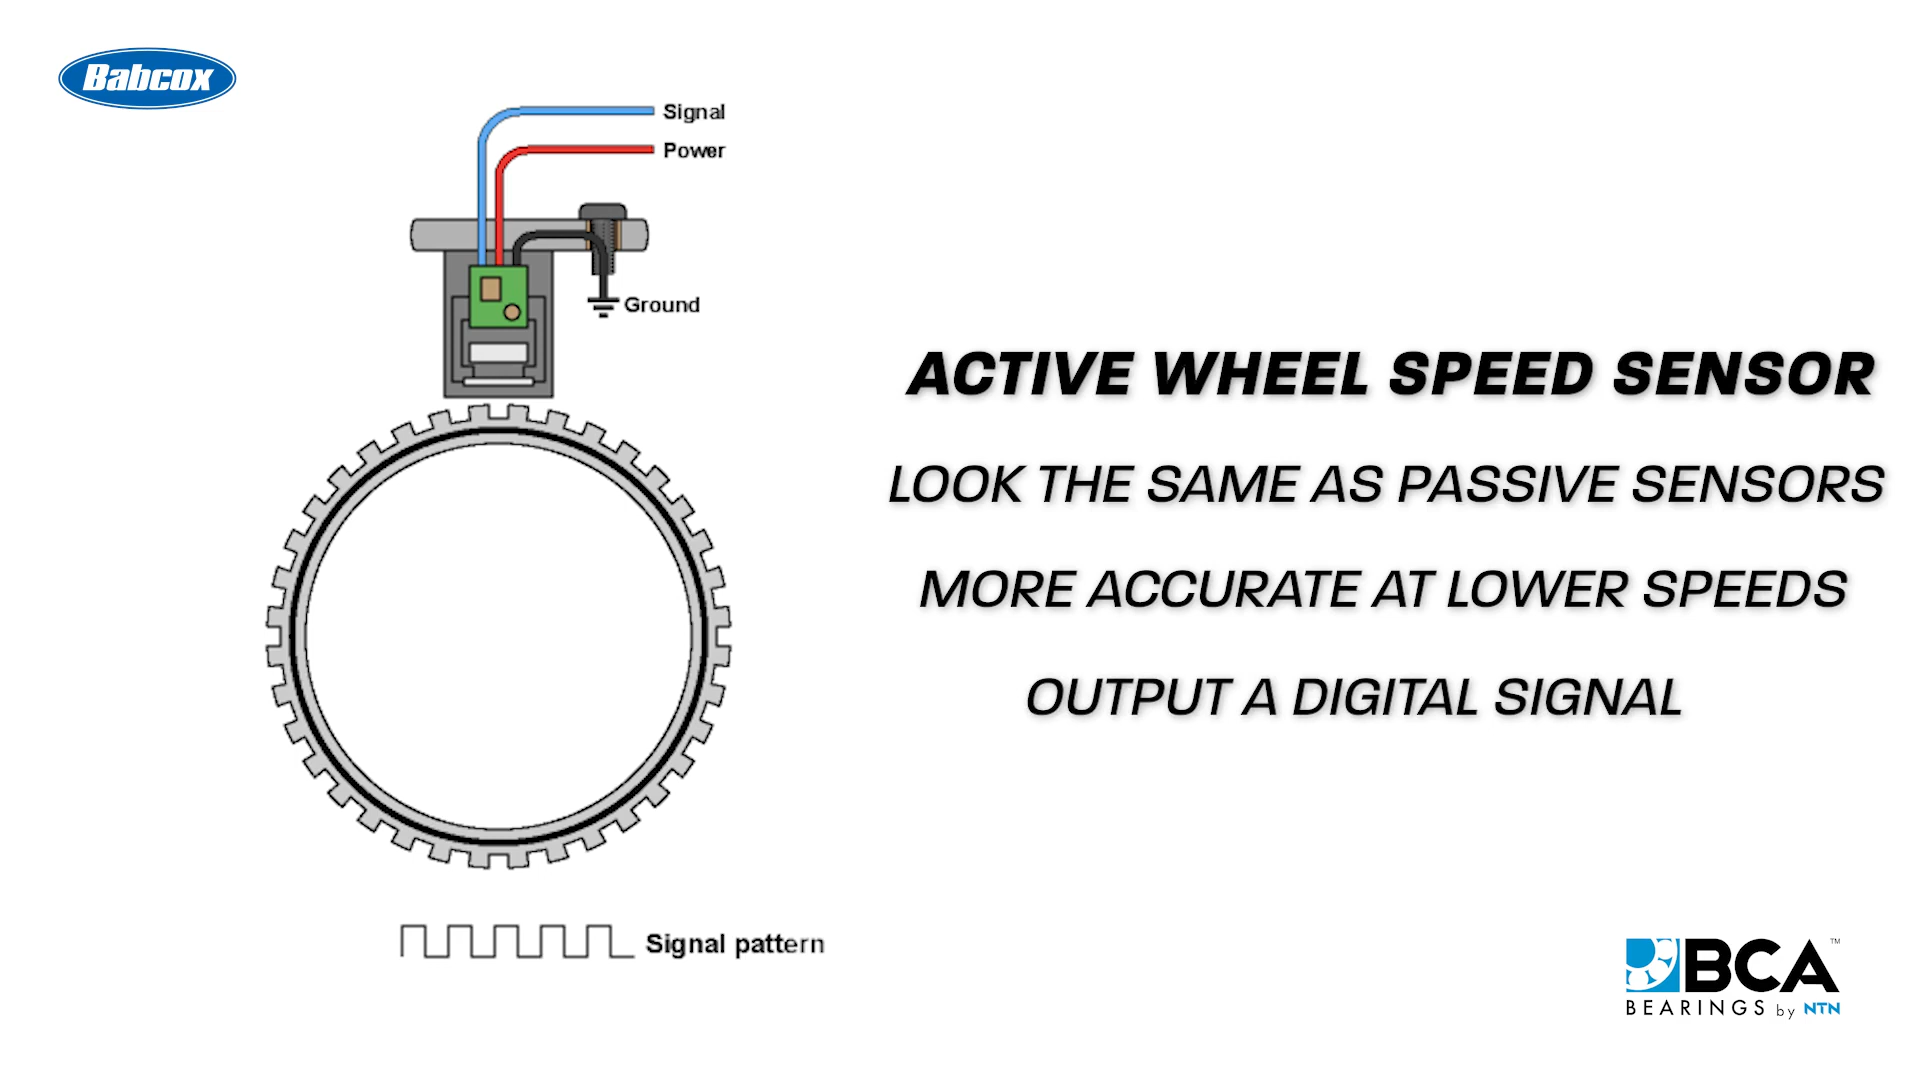 Babcox
Signal
Power
Ground
ACTIVE WHEEL SPEED SENSOR
LOOK THE SAME AS PASSIVE SENSORS
MORE ACCURATE AT LOWER SPEEDS
OUTPUT A DIGITAL SIGNAL
Signal pattern
BCA™
BEARINGS by NTN